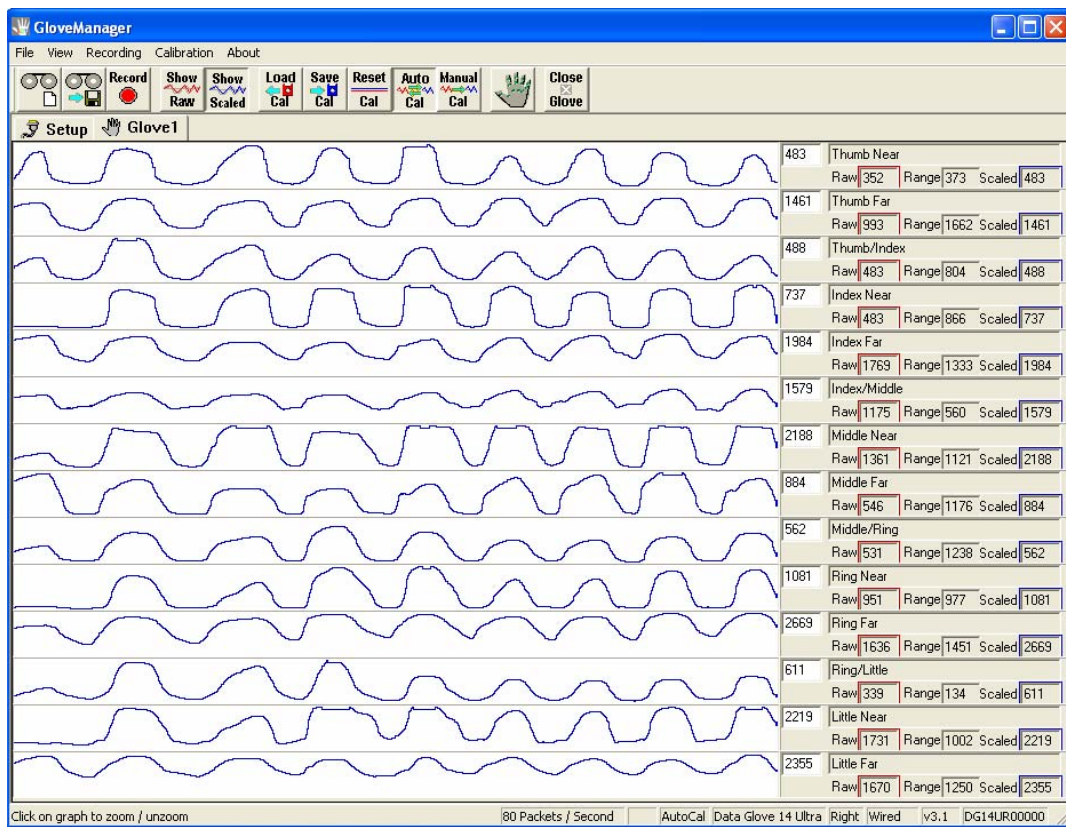 GloveManager
File View Recording Calibration About
Record Show Raw Show Scaled Load Cal Save Cal Reset Cal Auto Cal Manual Cal Close Glove
Setup Glove1
483 Thumb Near
Raw 352 Range 373 Scaled 483
1461 Thumb Far
Raw 993 Range 1662 Scaled 1461
488 Thumb/Index
Raw 483 Range 804 Scaled 488
737 Index Near
Raw 483 Range 866 Scaled 737
1984 Index Far
Raw 1769 Range 1333 Scaled 1984
1579 Index/Middle
Raw 1175 Range 560 Scaled 1579
2188 Middle Near
Raw 1361 Range 1121 Scaled 2188
884 Middle Far
Raw 546 Range 1176 Scaled 884
562 Middle/Ring
Raw 531 Range 1238 Scaled 562
1081 Ring Near
Raw 951 Range 977 Scaled 1081
2669 Ring Far
Raw 1636 Range 1451 Scaled 2669
611 Ring/Little
Raw 339 Range 134 Scaled 611
2219 Little Near
Raw 1731 Range 1002 Scaled 2219
2355 Little Far
Raw 1670 Range 1250 Scaled 2355
Click on graph to zoom / unzoom 80 Packets / Second AutoCal Data Glove 14 Ultra Right Wired v3.1 DG14UR00000